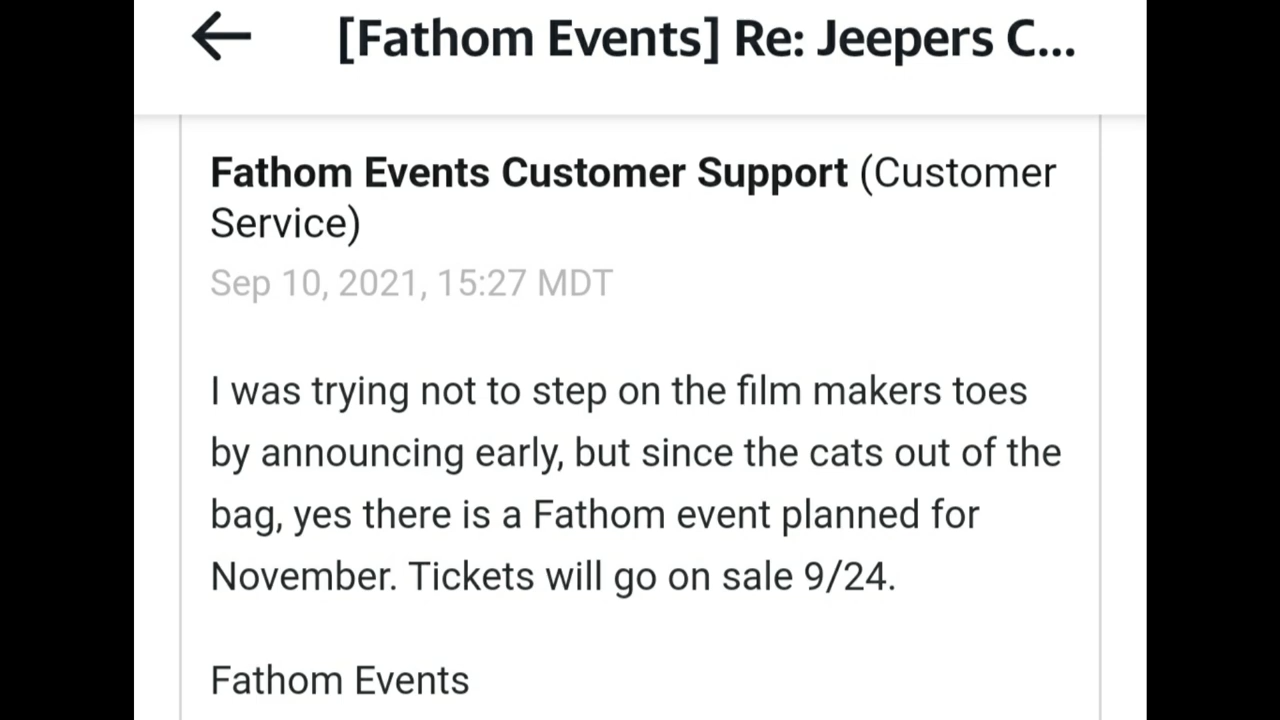 [Fathom Events] Re: Jeepers C...
Fathom Events Customer Support (Customer
Service)
Sep 10, 2021, 15:27 MDT
I was trying not to step on the film makers toes
by announcing early, but since the cats out of the
bag, yes there is a Fathom event planned for
November. Tickets will go on sale 9/24.
Fathom Events